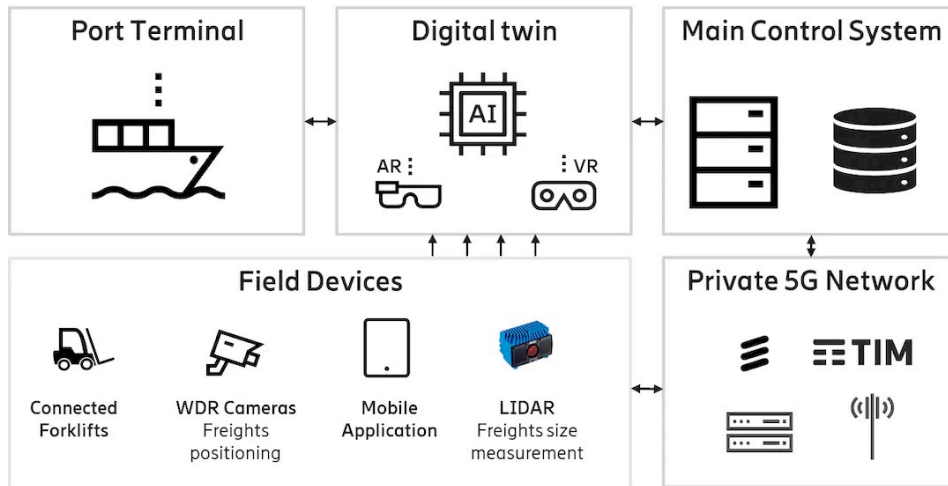 Port Terminal
Digital twin
AI
AR
VR
Main Control System
Field Devices
Connected
Forklifts
WDR Cameras
Freights
positioning
Mobile
Application
LIDAR
Freights size
measurement
Private 5G Network
TIM